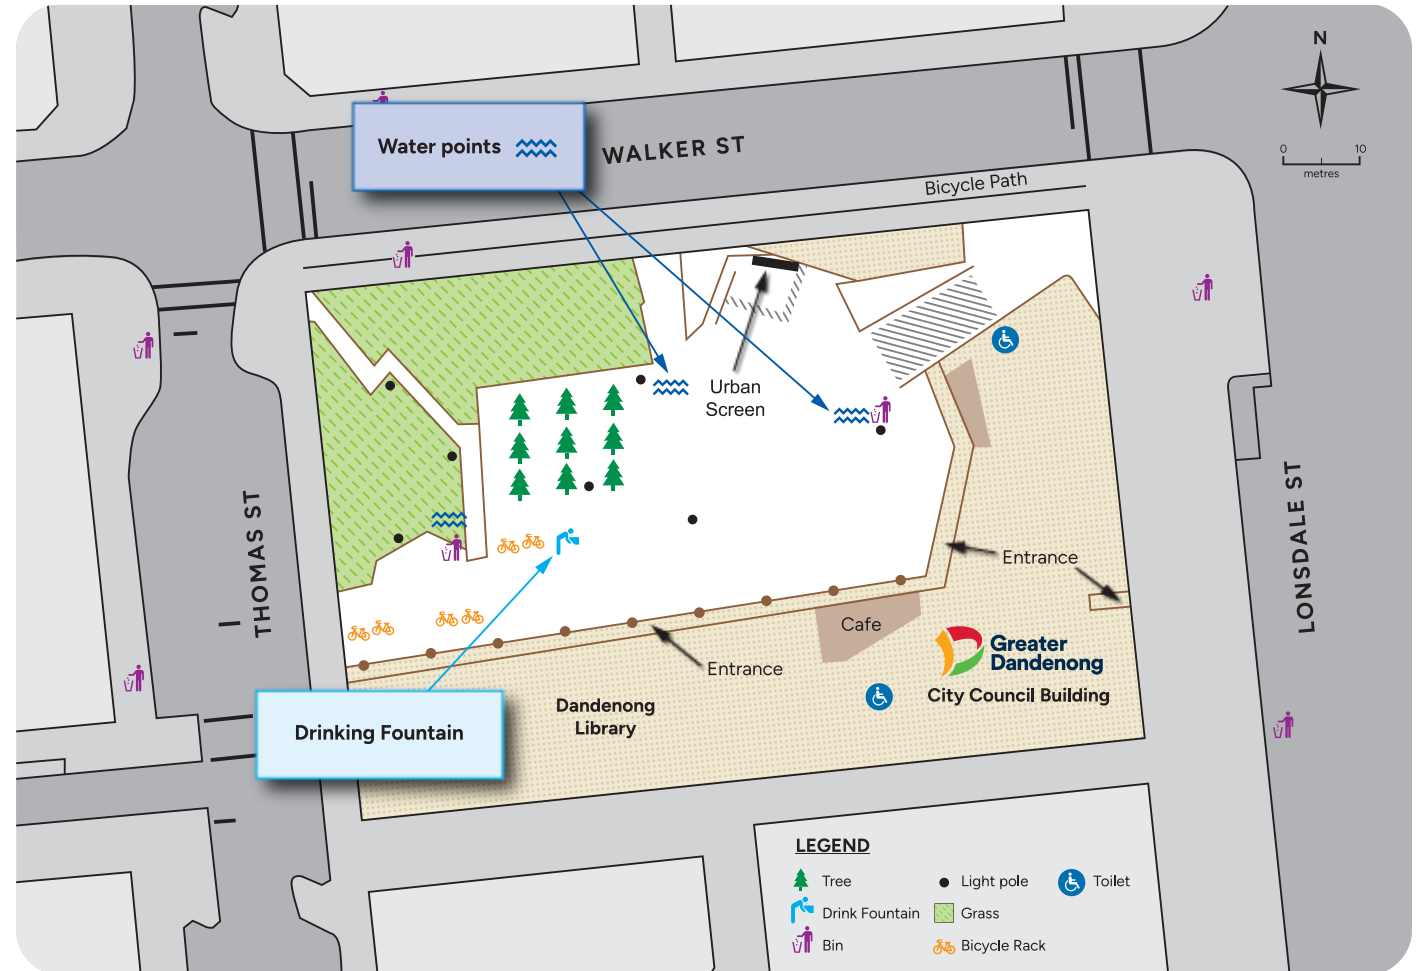 N
0 10
metres
Water points
WALKER ST
Bicycle Path
Urban
Screen
THOMAS ST
LONSDALE ST
Entrance
Cafe
Greater
Dandenong
City Council Building
Entrance
Dandenong
Library
Drinking Fountain
LEGEND
Tree
Light pole
Toilet
Drink Fountain
Grass
Bin
Bicycle Rack